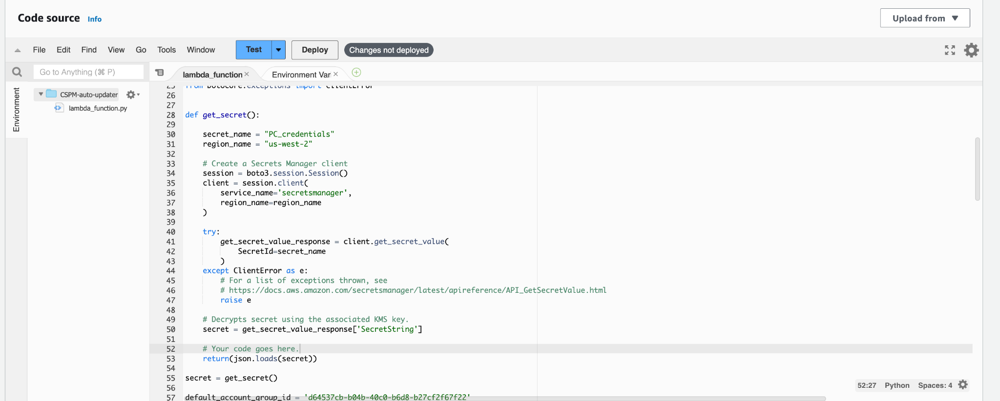 Code source Info
Upload from
File Edit Find View Go Tools Window Test Deploy Changes not deployed
Go to Anything (⌘ P)
lambda_function
Environment Var
Environment
CSPM-auto-updater
lambda_function.py
25 from botocore.exceptions import ClientError
26
27
28 def get_secret():
29
30     secret_name = "PC_credentials"
31     region_name = "us-west-2"
32
33     # Create a Secrets Manager client
34     session = boto3.session.Session()
35     client = session.client(
36         service_name='secretsmanager',
37         region_name=region_name
38     )
39
40     try:
41         get_secret_value_response = client.get_secret_value(
42             SecretId=secret_name
43         )
44     except ClientError as e:
45         # For a list of exceptions thrown, see
46         # https://docs.aws.amazon.com/secretsmanager/latest/apireference/API_GetSecretValue.html
47         raise e
48
49     # Decrypts secret using the associated KMS key.
50     secret = get_secret_value_response['SecretString']
51
52     # Your code goes here.
53     return(json.loads(secret))
54
55 secret = get_secret()
56
57 default_account_group_id = 'd64537cb-b04b-40c0-b6d8-b27cf2f67f22'
52:27 Python Spaces: 4